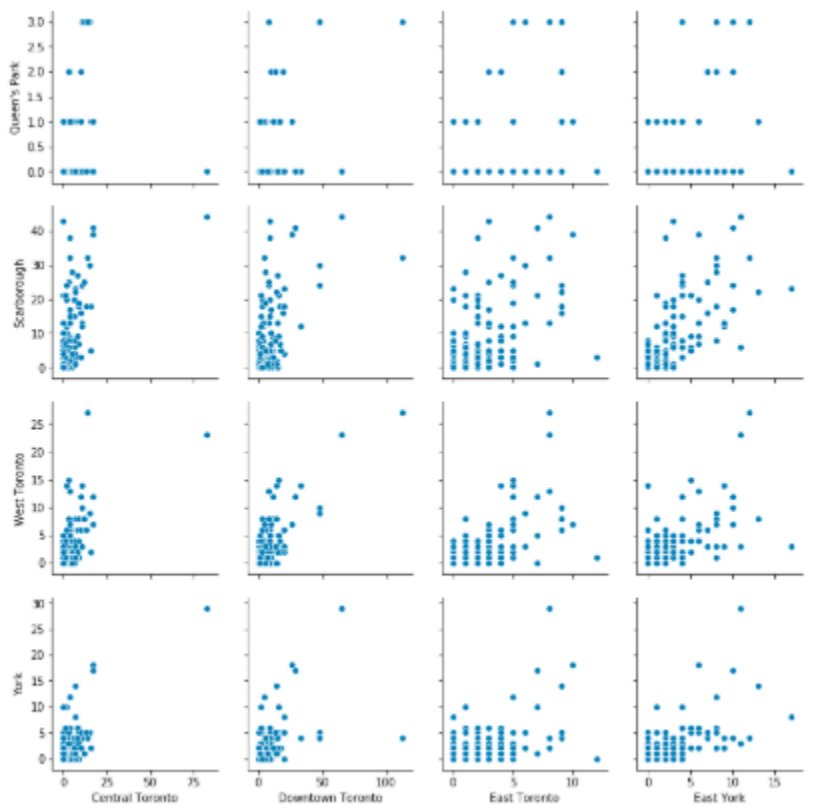 3.0
2.5
2.0
1.5
1.0
0.5
0.0
Queen's Park
40
30
20
10
0
Scarborough
25
20
15
10
5
0
West Toronto
30
25
20
15
10
5
0
York
0 25 50 75
0 50 100
0 5 10
0 5 10 15
Central Toronto
Downtown Toronto
East Toronto
East York